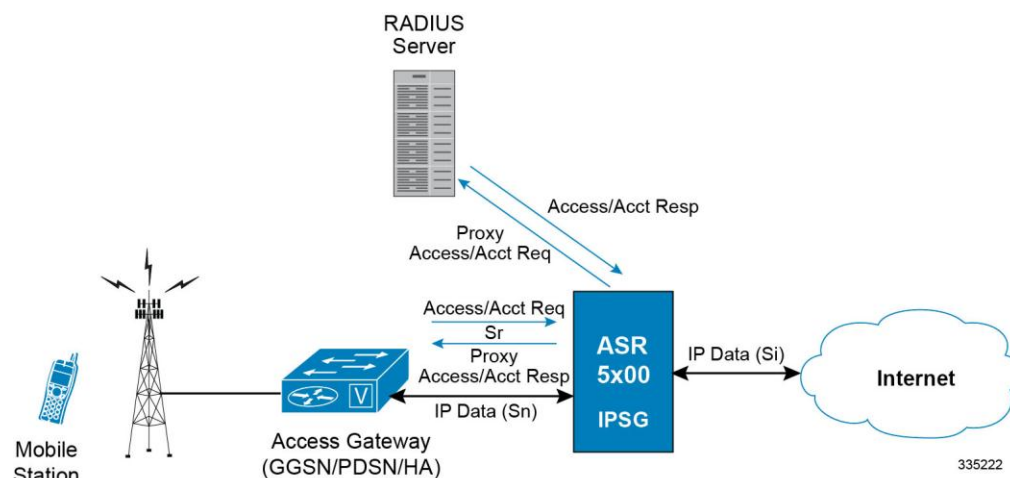 RADIUS
Server
Access/Acct Resp
Proxy
Access/Acct Req
Access/Acct Req
Sr
Proxy
Access/Acct Resp
IP Data (Sn)
ASR
5x00
IPSG
IP Data (Si)
Internet
V
Access Gateway
(GGSN/PDSN/HA)
Mobile
Station
335222